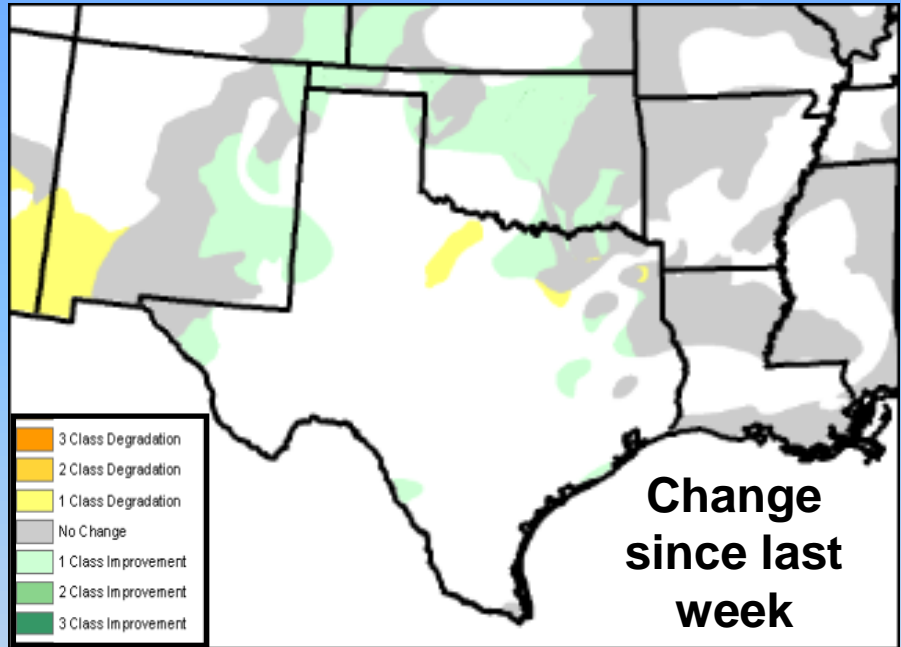 3 Class Degradation
2 Class Degradation
1 Class Degradation
No Change
1 Class Improvement
2 Class Improvement
3 Class Improvement
Change
since last
week